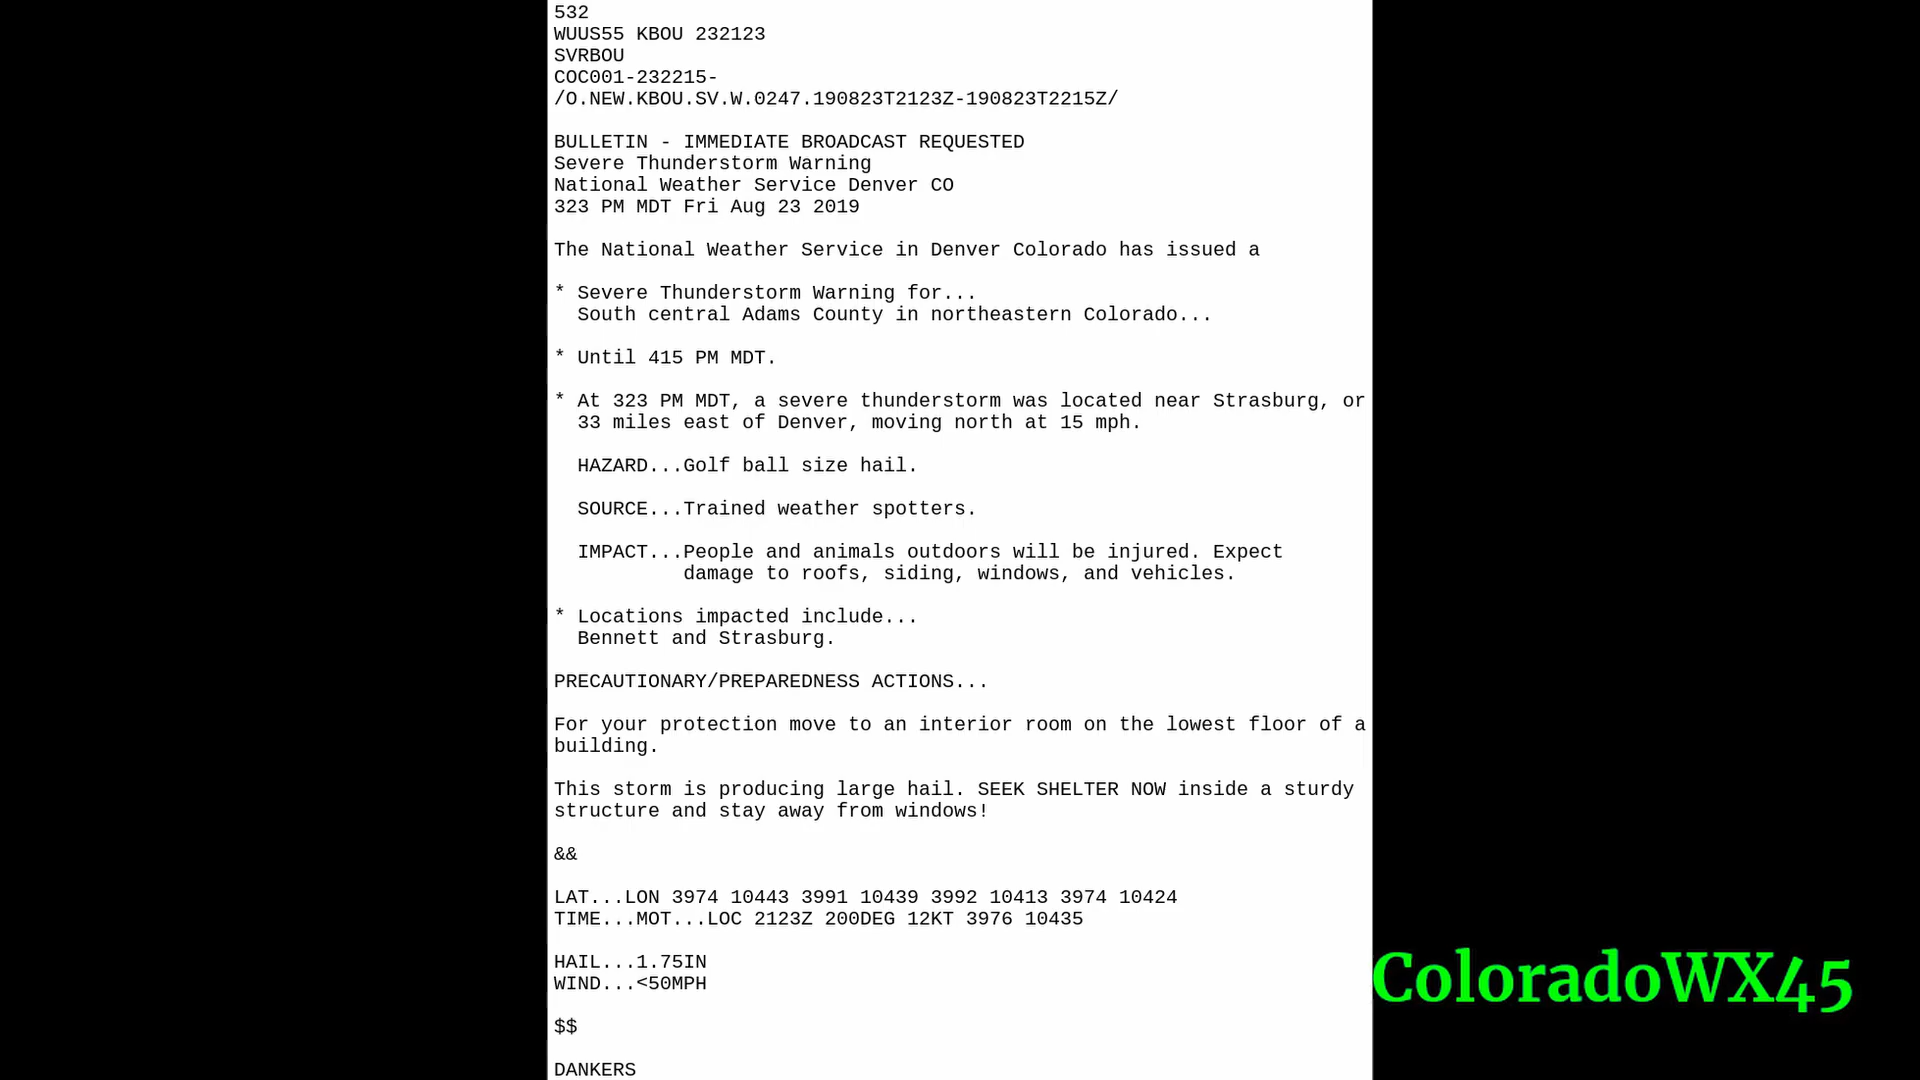 532
WUUS55 KBOU 232123
SVRBOU
COC001-232215-
/O.NEW.KBOU.SV.W.0247.190823T2123Z-190823T2215Z/
BULLETIN - IMMEDIATE BROADCAST REQUESTED
Severe Thunderstorm Warning
National Weather Service Denver CO
323 PM MDT Fri Aug 23 2019
The National Weather Service in Denver Colorado has issued a
* Severe Thunderstorm Warning for...
South central Adams County in northeastern Colorado...
* Until 415 PM MDT.
* At 323 PM MDT, a severe thunderstorm was located near Strasburg, or
33 miles east of Denver, moving north at 15 mph.
HAZARD...Golf ball size hail.
SOURCE...Trained weather spotters.
IMPACT...People and animals outdoors will be injured. Expect
damage to roofs, siding, windows, and vehicles.
* Locations impacted include...
Bennett and Strasburg.
PRECAUTIONARY/PREPAREDNESS ACTIONS...
For your protection move to an interior room on the lowest floor of a
building.
This storm is producing large hail. SEEK SHELTER NOW inside a sturdy
structure and stay away from windows!
&&
LAT...LON 3974 10443 3991 10439 3992 10413 3974 10424
TIME...MOT...LOC 2123Z 200DEG 12KT 3976 10435
HAIL...1.75IN
WIND...<50MPH
$$
DANKERS
ColoradoWX45